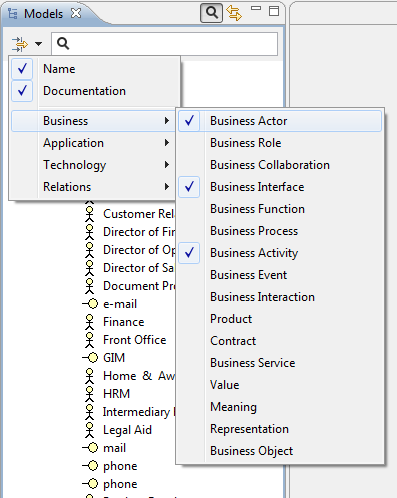 Models
Name
Documentation
Business
Application
Technology
Relations
Business Actor
Business Role
Business Collaboration
Business Interface
Business Function
Business Process
Business Activity
Business Event
Business Interaction
Product
Contract
Business Service
Value
Meaning
Representation
Business Object
Customer Rela
Director of Fin
Director of Op
Director of Sa
Document Pro
e-mail
Finance
Front Office
GIM
Home & Aw
HRM
Intermediary
Legal Aid
mail
phone
phone